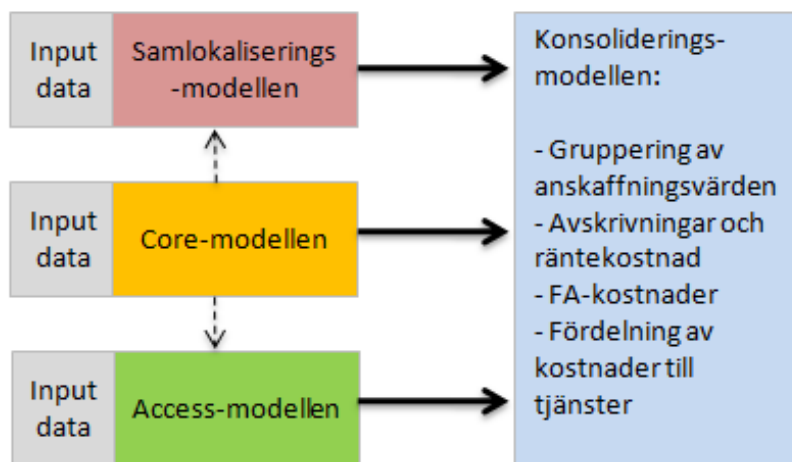 Input
data
Samlokaliserings
-modellen
Input
data
Core-modellen
Input
data
Access-modellen
Konsoliderings-
modellen:
- Gruppering av
anskaffningsvärden
- Avskrivningar och
räntekostnad
- FA-kostnader
- Fördelning av
kostnader till
tjänster